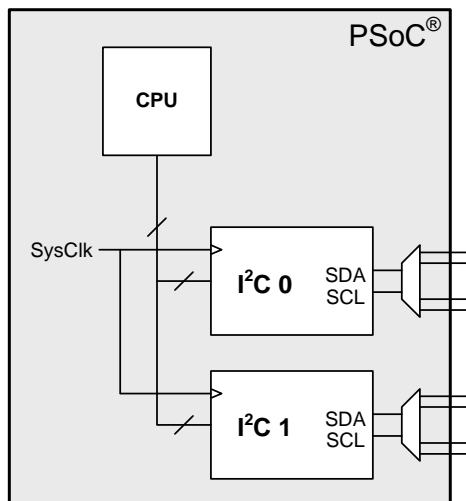 PSoC®
CPU
SysClk
I²C 0
SDA
SCL
I²C 1
SDA
SCL